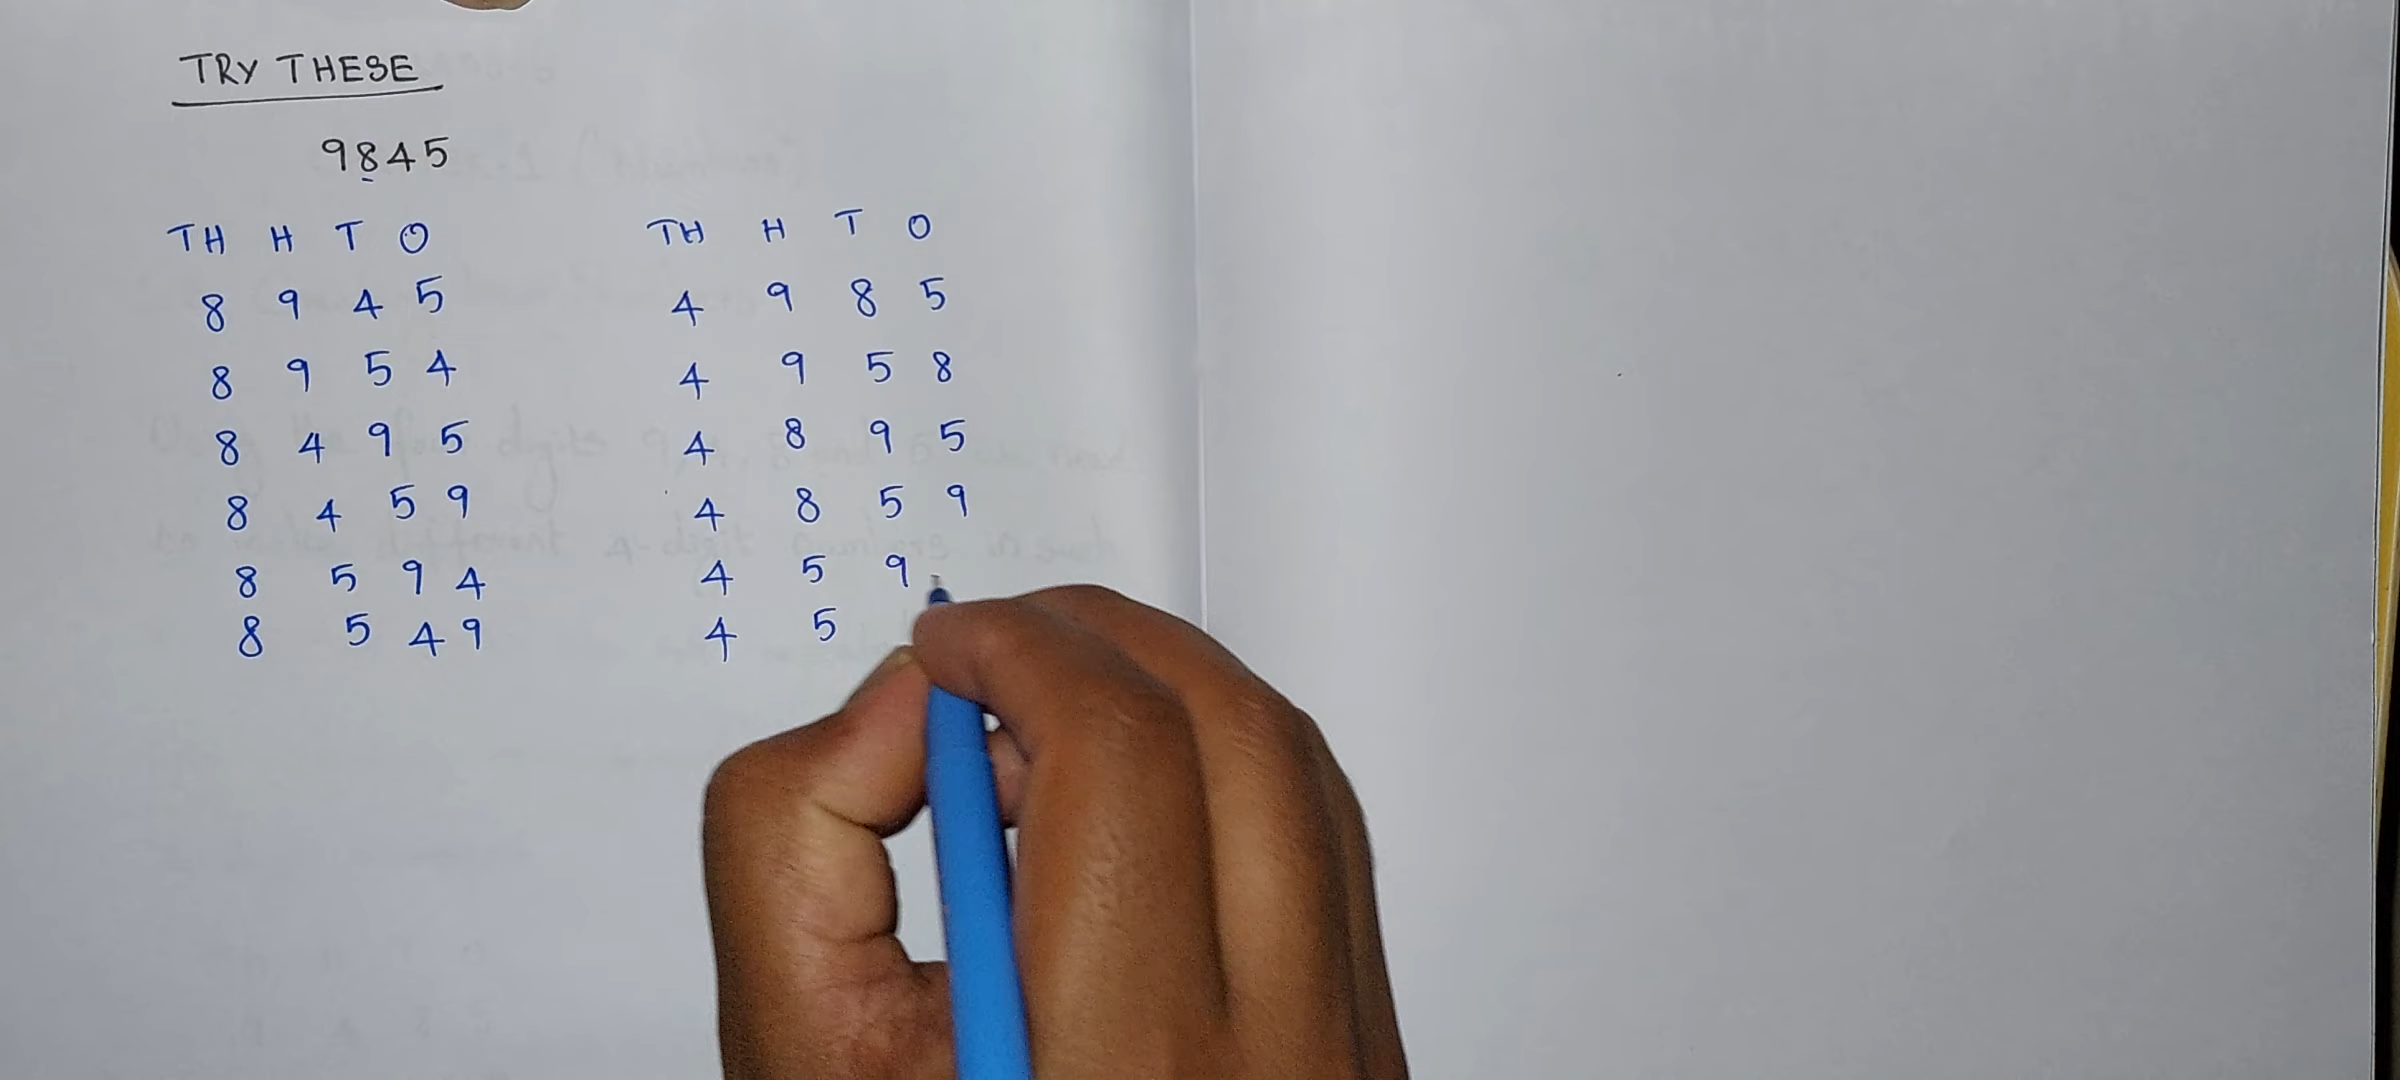 TRY THESE
9845
TH H T O
8 9 4 5
8 9 5 4
8 4 9 5
8 4 5 9
8 5 9 4
8 5 4 9
TH H T O
4 9 8 5
4 9 5 8
4 8 9 5
4 8 5 9
4 5 9
4 5